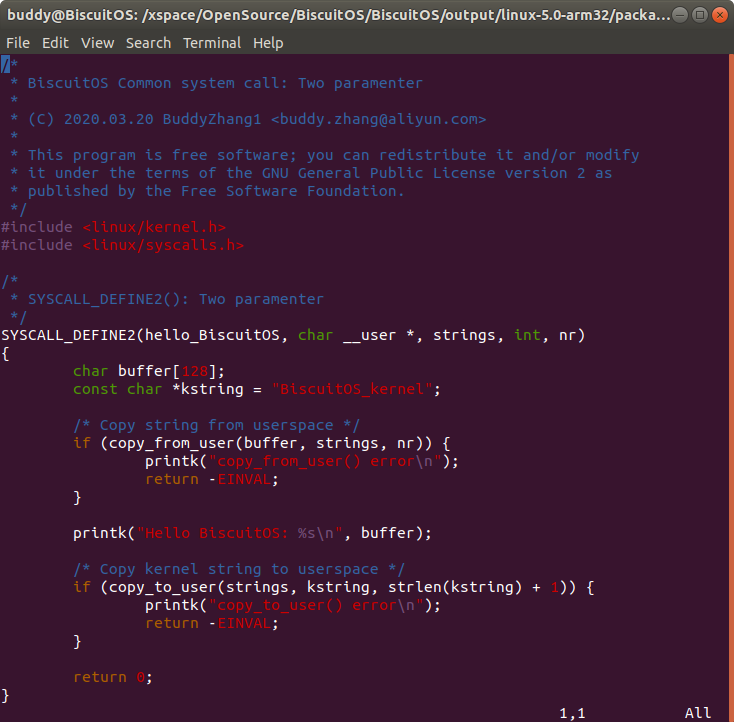 buddy@BiscuitOS: /xspace/OpenSource/BiscuitOS/BiscuitOS/output/linux-5.0-arm32/packa...
File Edit View Search Terminal Help
/*
 * BiscuitOS Common system call: Two paramenter
 *
 * (C) 2020.03.20 BuddyZhang1 <buddy.zhang@aliyun.com>
 *
 * This program is free software; you can redistribute it and/or modify
 * it under the terms of the GNU General Public License version 2 as
 * published by the Free Software Foundation.
 */
#include <linux/kernel.h>
#include <linux/syscalls.h>

/*
 * SYSCALL_DEFINE2(): Two paramenter
 */
SYSCALL_DEFINE2(hello_BiscuitOS, char __user *, strings, int, nr)
{
        char buffer[128];
        const char *kstring = "BiscuitOS_kernel";

        /* Copy string from userspace */
        if (copy_from_user(buffer, strings, nr)) {
                printk("copy_from_user() error\n");
                return -EINVAL;
        }

        printk("Hello BiscuitOS: %s\n", buffer);

        /* Copy kernel string to userspace */
        if (copy_to_user(strings, kstring, strlen(kstring) + 1)) {
                printk("copy_to_user() error\n");
                return -EINVAL;
        }

        return 0;
}
1,1 All